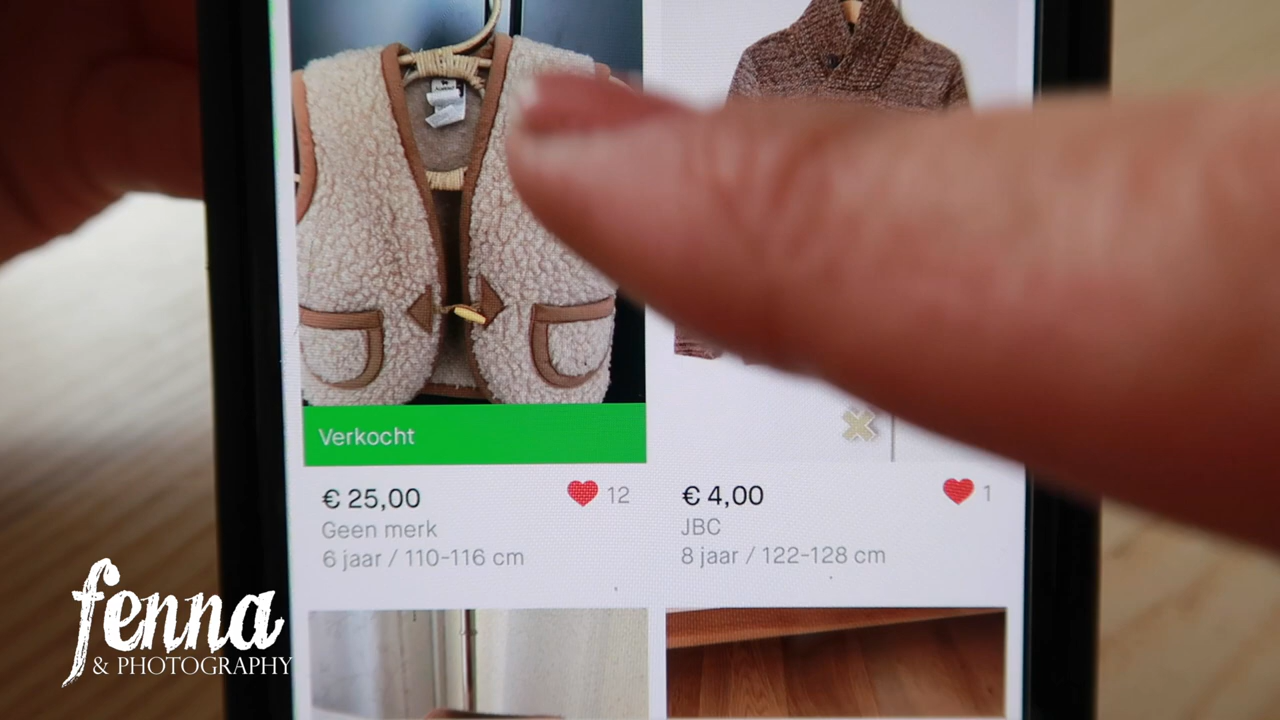 Verkocht
€ 25,00
12
Geen merk
6 jaar / 110-116 cm
€ 4,00
1
JBC
8 jaar / 122-128 cm
fenna
& PHOTOGRAPHY